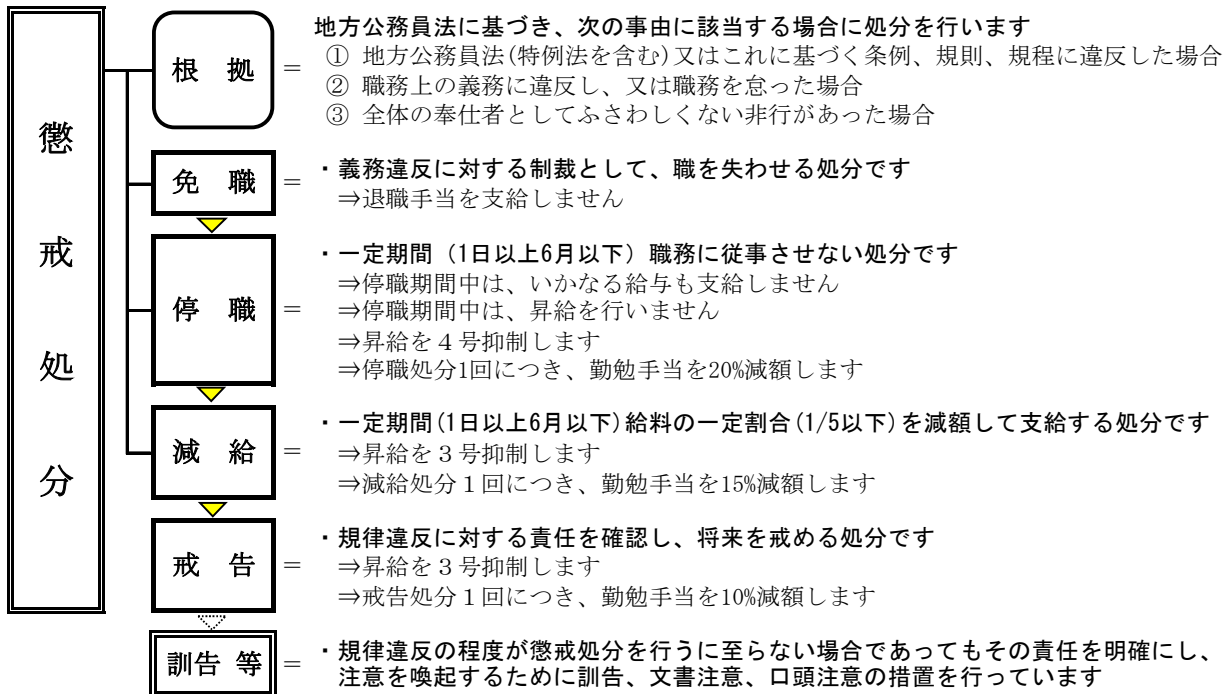 懲戒処分
根　拠
＝
地方公務員法に基づき、次の事由に該当する場合に処分を行います
① 地方公務員法(特例法を含む)又はこれに基づく条例、規則、規程に違反した場合
② 職務上の義務に違反し、又は職務を怠った場合
③ 全体の奉仕者としてふさわしくない非行があった場合
免　職
＝
・義務違反に対する制裁として、職を失わせる処分です
⇒退職手当を支給しません
停　職
＝
・一定期間（1日以上6月以下）職務に従事させない処分です
⇒停職期間中は、いかなる給与も支給しません
⇒停職期間中は、昇給を行いません
⇒昇給を４号抑制します
⇒停職処分1回につき、勤勉手当を20%減額します
減　給
＝
・一定期間(1日以上6月以下)給料の一定割合(1/5以下)を減額して支給する処分です
⇒昇給を３号抑制します
⇒減給処分１回につき、勤勉手当を15%減額します
戒　告
＝
・規律違反に対する責任を確認し、将来を戒める処分です
⇒昇給を３号抑制します
⇒戒告処分１回につき、勤勉手当を10%減額します
訓告 等
＝
・規律違反の程度が懲戒処分を行うに至らない場合であってもその責任を明確にし、
注意を喚起するために訓告、文書注意、口頭注意の措置を行っています